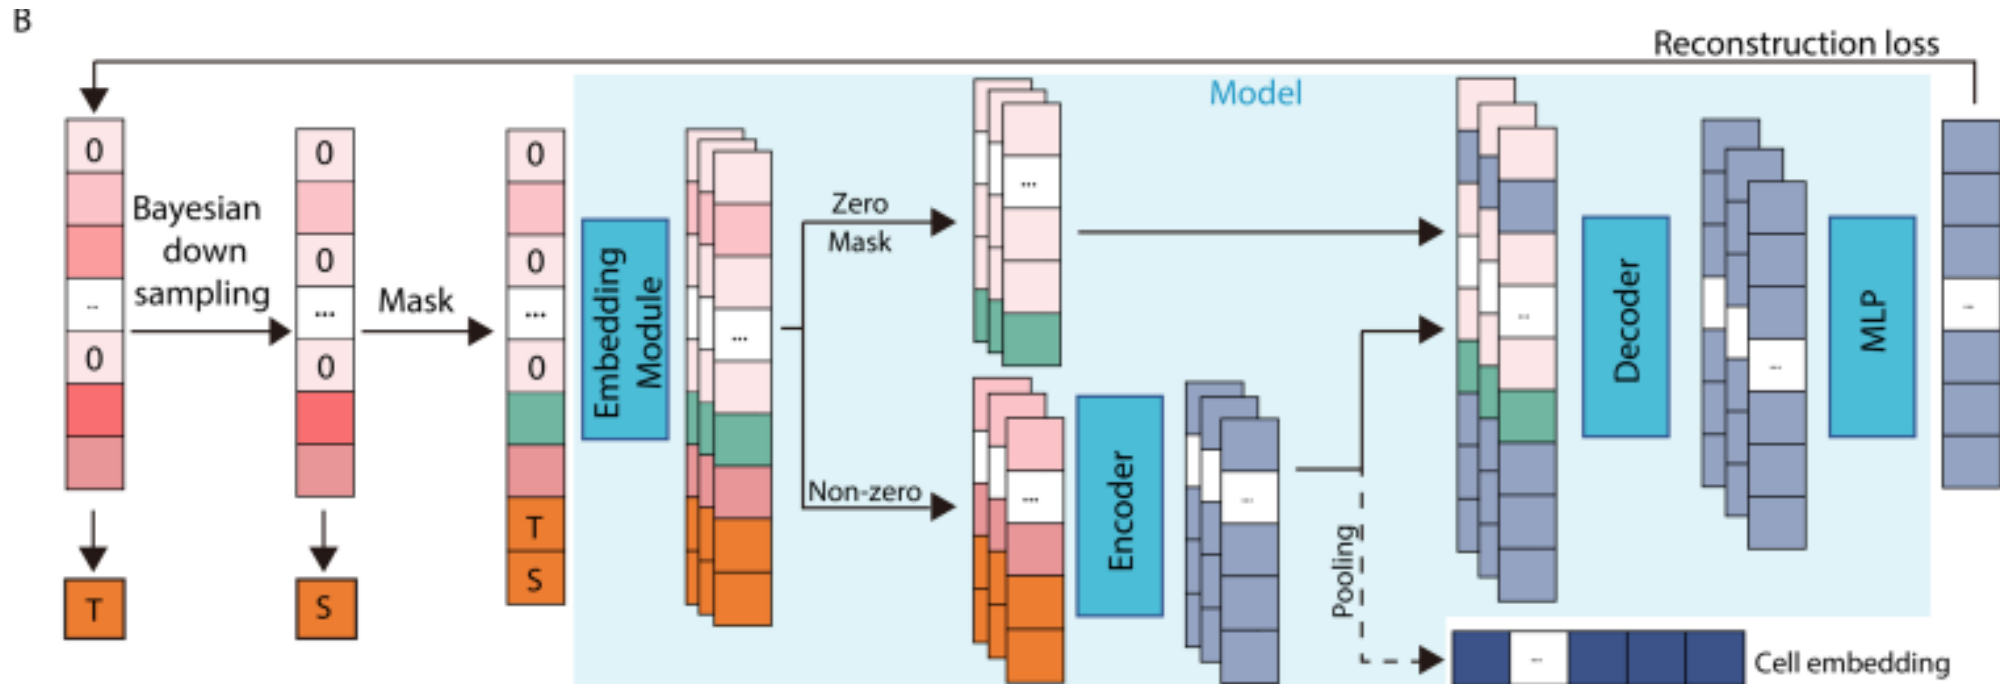 B
Reconstruction loss
Model
0
...
0
T
Bayesian
down
sampling
0
0
...
0
S
Mask
0
0
...
0
T
S
Embedding
Module
...
Zero
Mask
Non-zero
...
...
Encoder
...
Pooling
...
Decoder
...
MLP
...
...
Cell embedding